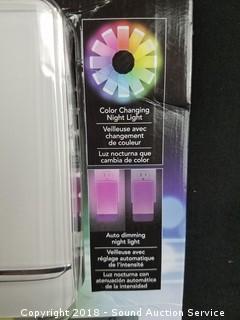 Color Changing
Night Light
Veilleuse avec
changement
de couleur
Luz nocturna que
cambia de color
Auto dimming
night light
Veilleuse avec
réglage automatique
de l'intensité
Luz nocturna con
atenuación automática
de la intensidad
Copyright 2018 - Sound Auction Service